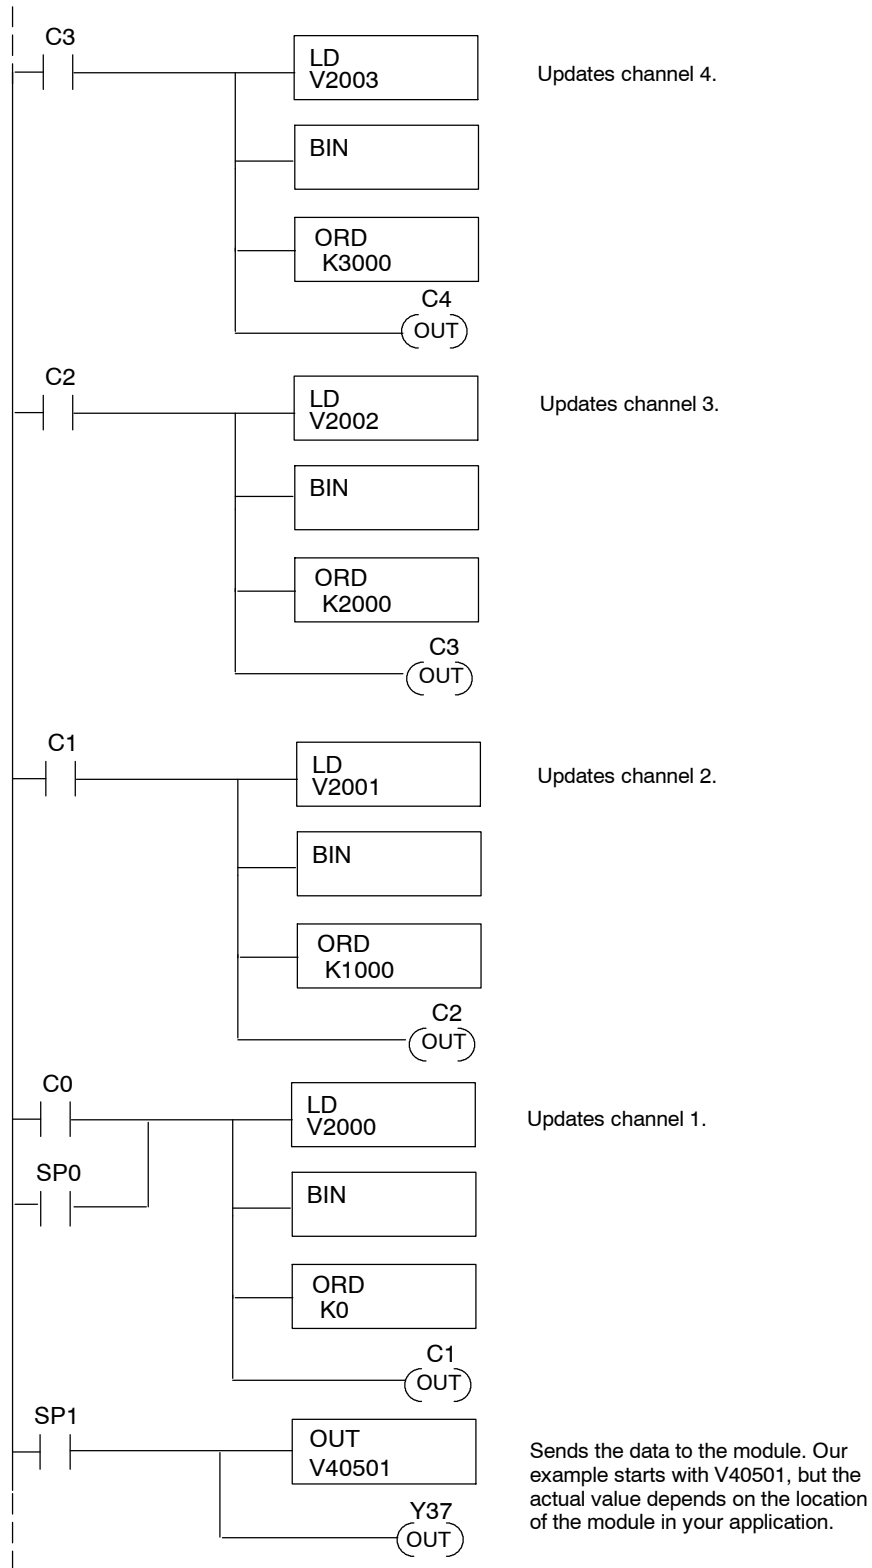 C3
LD
V2003
Updates channel 4.
BIN
ORD
K3000
C4
OUT
C2
LD
V2002
Updates channel 3.
BIN
ORD
K2000
C3
OUT
C1
LD
V2001
Updates channel 2.
BIN
ORD
K1000
C2
OUT
C0
LD
V2000
Updates channel 1.
SP0
BIN
ORD
K0
C1
OUT
SP1
OUT
V40501
Sends the data to the module. Our
example starts with V40501, but the
actual value depends on the location
of the module in your application.
Y37
OUT